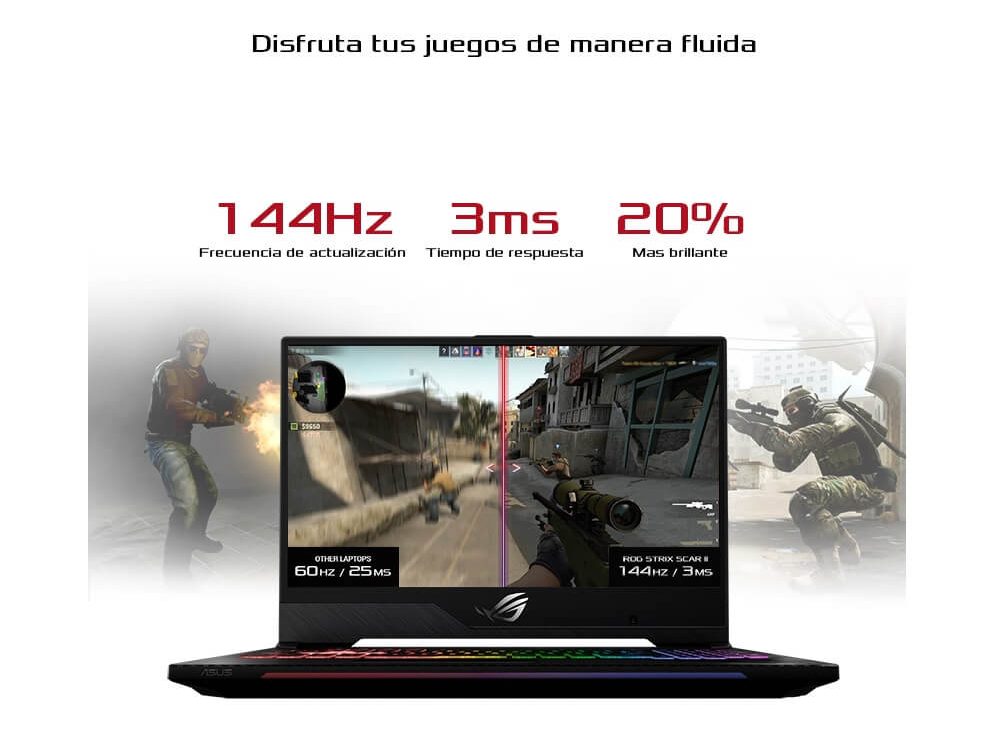 Disfruta tus juegos de manera fluida
144Hz 3ms 20%
Frecuencia de actualización Tiempo de respuesta Mas brillante
$9650
OTHER LAPTOPS
60HZ / 25MS
ROG STRIX SCAR II
144HZ / 3MS
ASUS